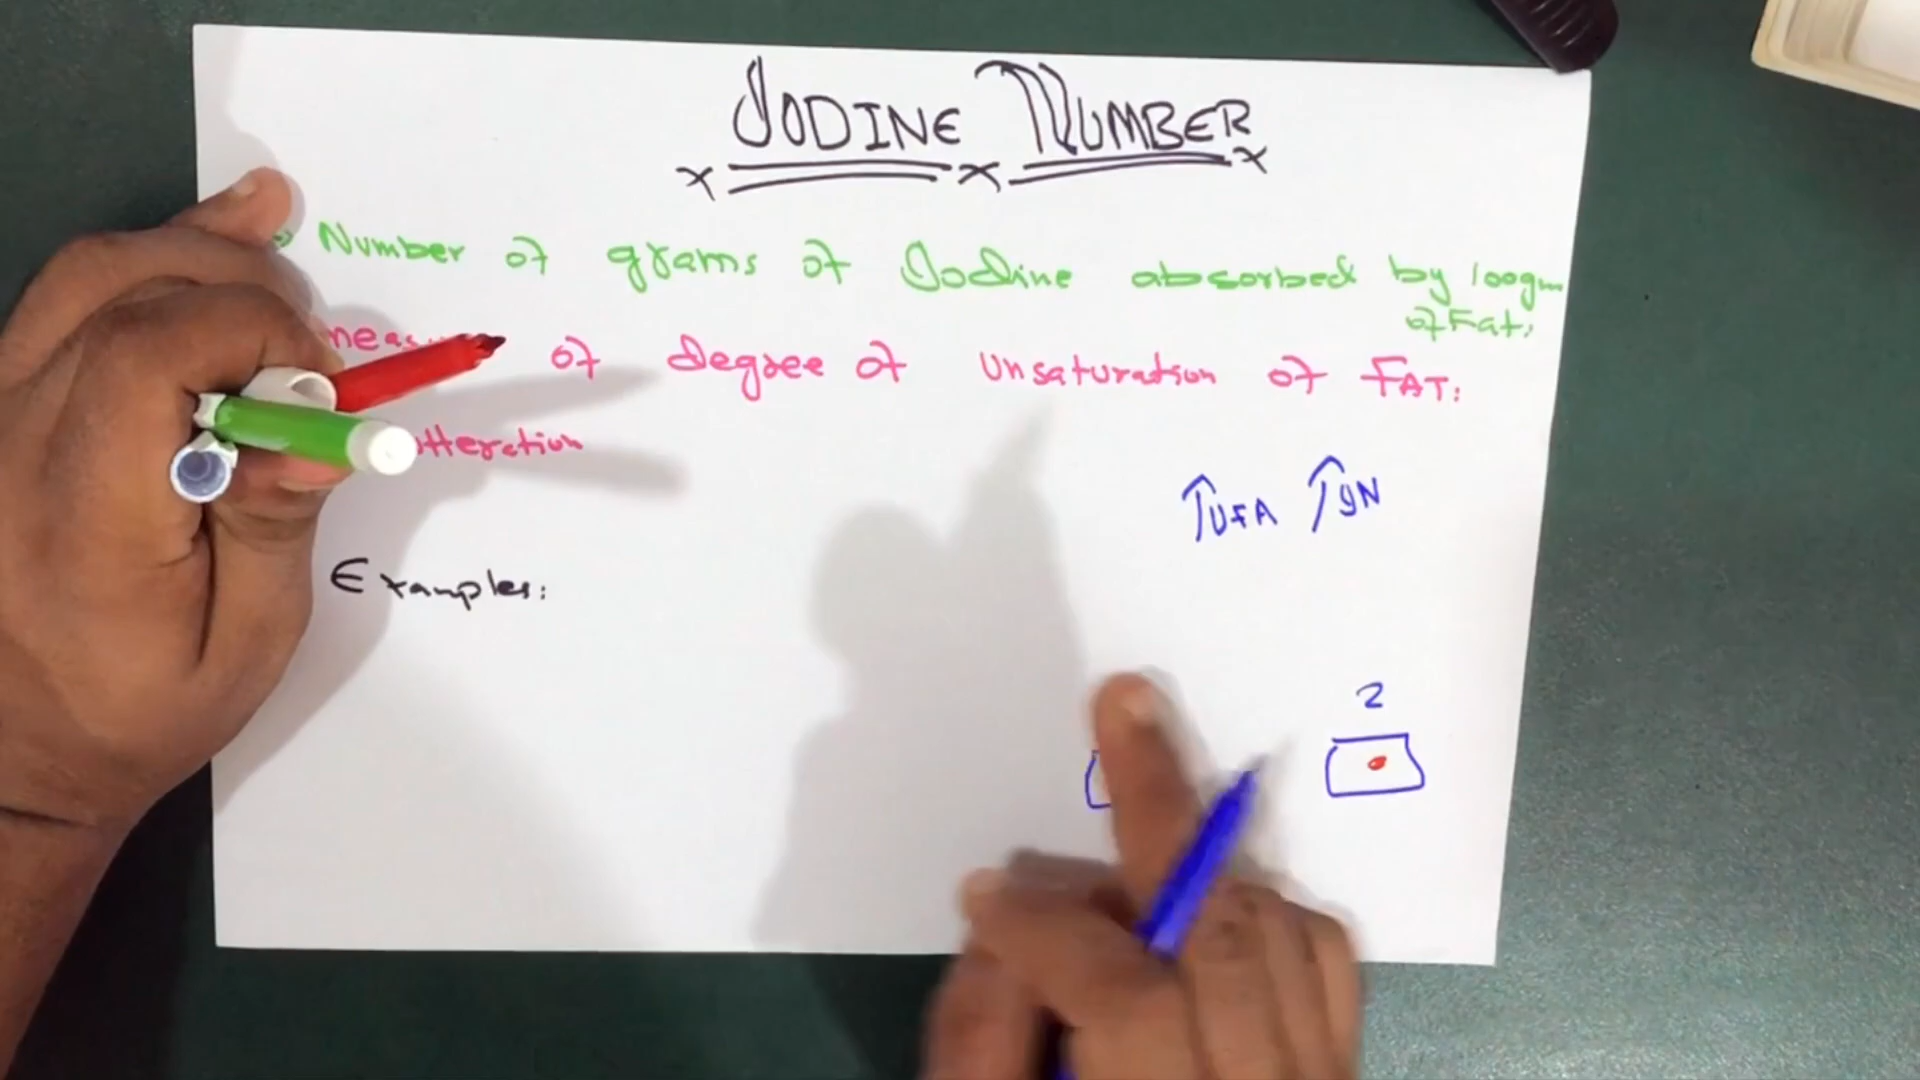 IODINE NUMBER
Number of grams of Iodine absorbed by 100gm
of Fat.
of degree of Unsaturation of FAT:
↑UFA ↑IN
Examples:
2